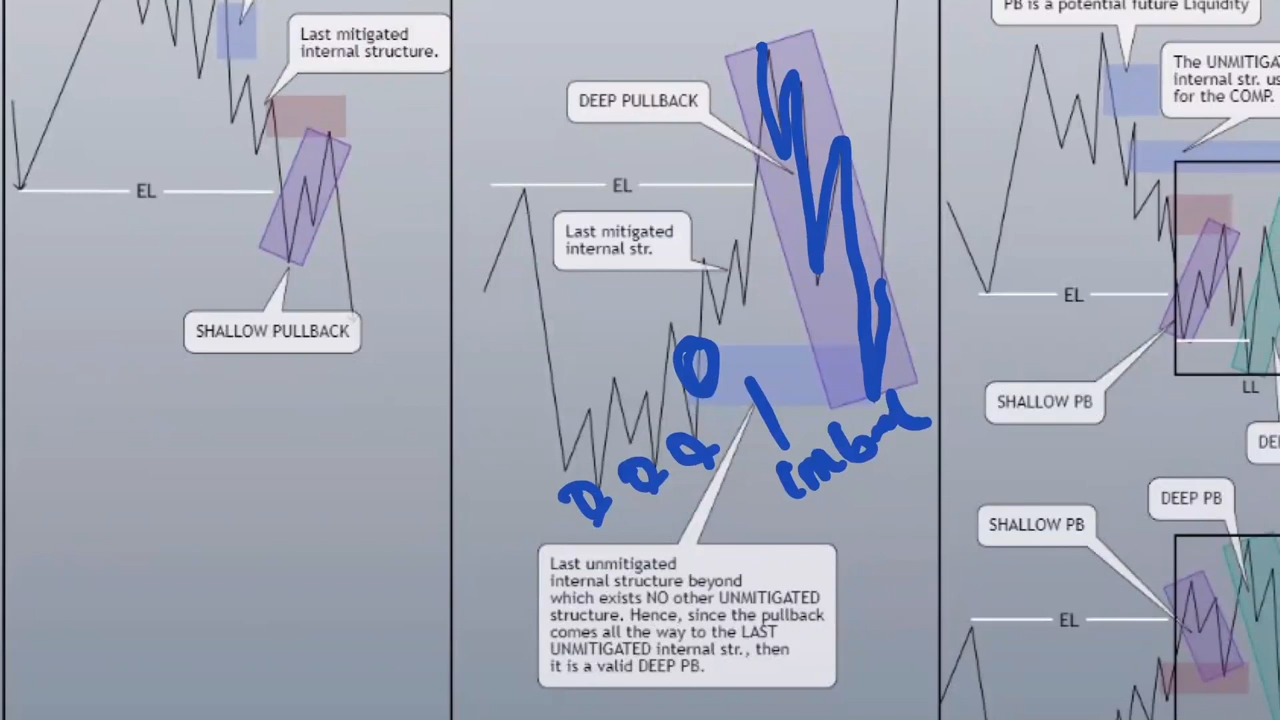 Last mitigated
internal structure.
EL
SHALLOW PULLBACK
DEEP PULLBACK
EL
Last mitigated
internal str.
Last unmitigated
internal structure beyond
which exists NO other UNMITIGATED
structure. Hence, since the pullback
comes all the way to the LAST
UNMITIGATED internal str., then
it is a valid DEEP PB.
PB is a potential future Liquidity
The UNMITIGA
internal str. us
for the COMP.
EL
SHALLOW PB
LL
DEE
DEEP PB
SHALLOW PB
EL